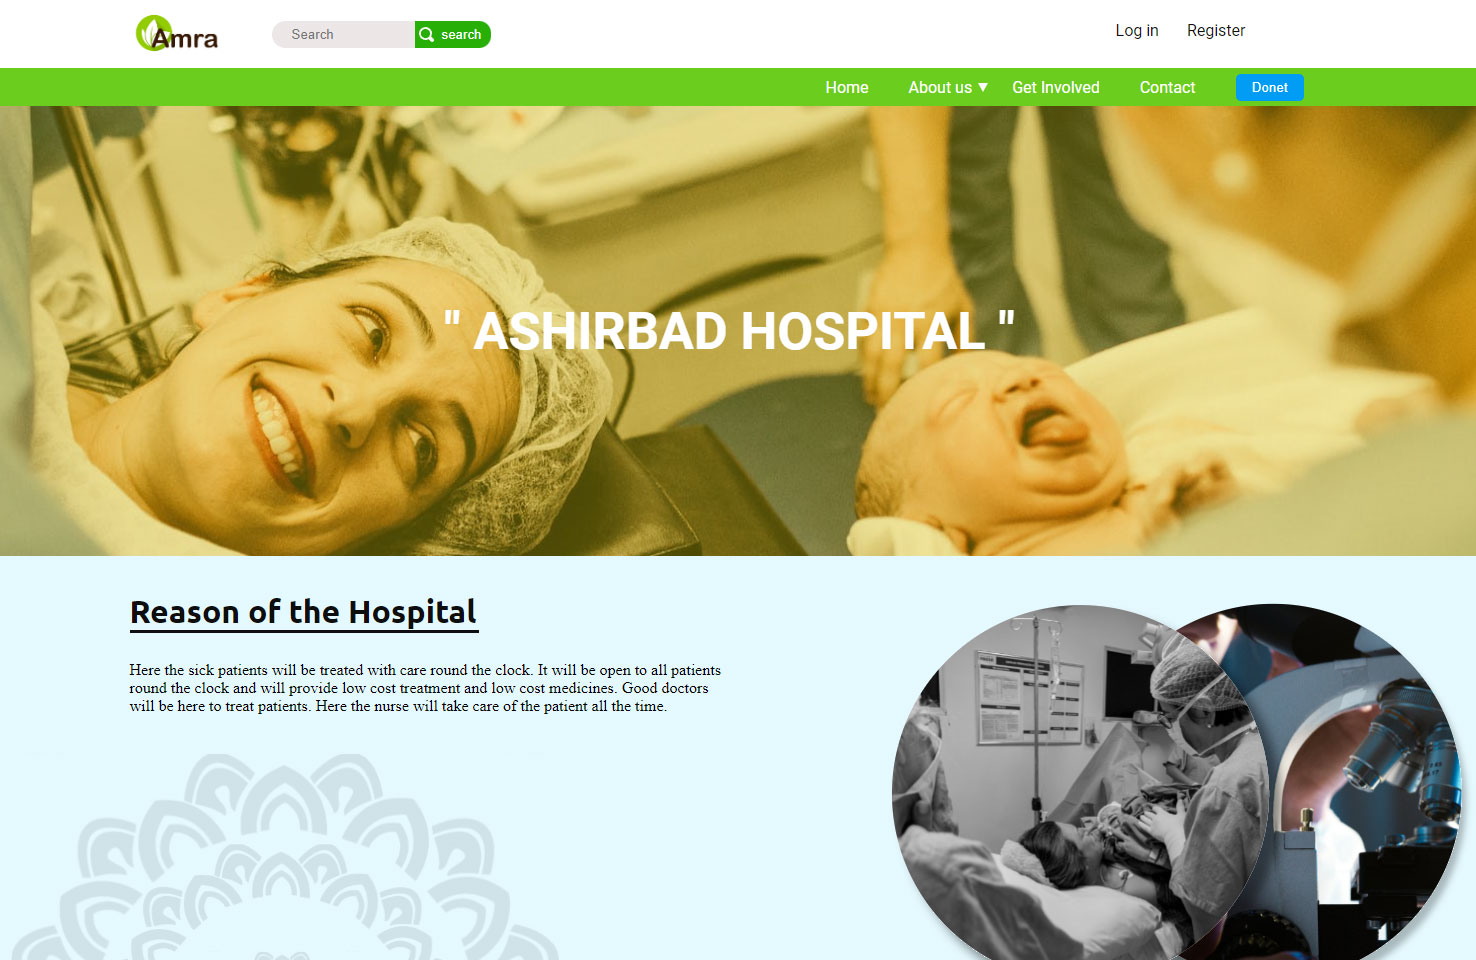 Amra
Search
search
Log in
Register
Home
About us ▼
Get Involved
Contact
Donet
" ASHIRBAD HOSPITAL "
Reason of the Hospital
Here the sick patients will be treated with care round the clock. It will be open to all patients
round the clock and will provide low cost treatment and low cost medicines. Good doctors
will be here to treat patients. Here the nurse will take care of the patient all the time.